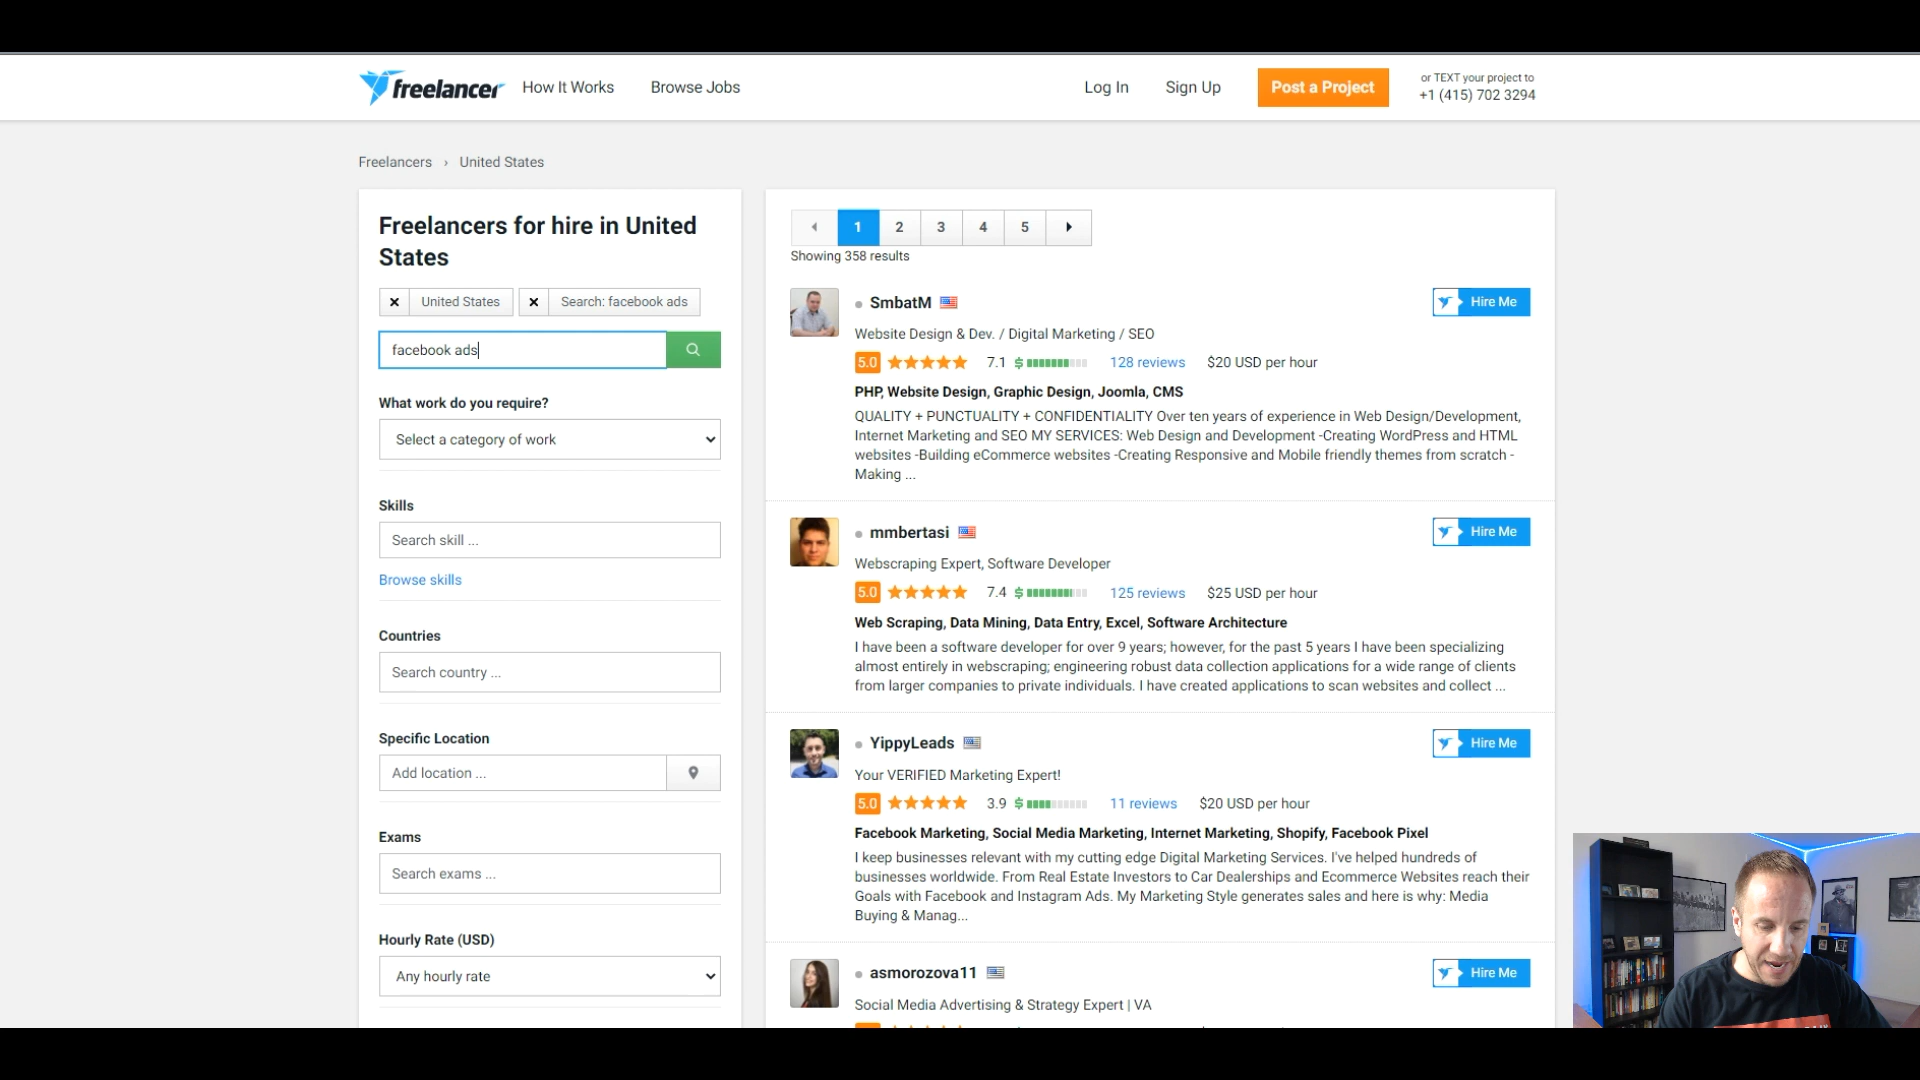 freelancer
How It Works
Browse Jobs
Log In
Sign Up
Post a Project
or TEXT your project to
+1 (415) 702 3294
Freelancers › United States
Freelancers for hire in United
States
United States
Search: facebook ads
facebook ads
What work do you require?
Select a category of work
Skills
Search skill ...
Browse skills
Countries
Search country ...
Specific Location
Add location ...
Exams
Search exams ...
Hourly Rate (USD)
Any hourly rate
1 2 3 4 5
Showing 358 results
SmbatM
Hire Me
Website Design & Dev. / Digital Marketing / SEO
5.0 7.1 $ 128 reviews $20 USD per hour
PHP, Website Design, Graphic Design, Joomla, CMS
QUALITY + PUNCTUALITY + CONFIDENTIALITY Over ten years of experience in Web Design/Development,
Internet Marketing and SEO MY SERVICES: Web Design and Development -Creating WordPress and HTML
websites -Building eCommerce websites -Creating Responsive and Mobile friendly themes from scratch -
Making ...
mmbertasi
Hire Me
Webscraping Expert, Software Developer
5.0 7.4 $ 125 reviews $25 USD per hour
Web Scraping, Data Mining, Data Entry, Excel, Software Architecture
I have been a software developer for over 9 years; however, for the past 5 years I have been specializing
almost entirely in webscraping; engineering robust data collection applications for a wide range of clients
from larger companies to private individuals. I have created applications to scan websites and collect ...
YippyLeads
Hire Me
Your VERIFIED Marketing Expert!
5.0 3.9 $ 11 reviews $20 USD per hour
Facebook Marketing, Social Media Marketing, Internet Marketing, Shopify, Facebook Pixel
I keep businesses relevant with my cutting edge Digital Marketing Services. I've helped hundreds of
businesses worldwide. From Real Estate Investors to Car Dealerships and Ecommerce Websites reach their
Goals with Facebook and Instagram Ads. My Marketing Style generates sales and here is why: Media
Buying & Manag...
asmorozova11
Hire Me
Social Media Advertising & Strategy Expert | VA